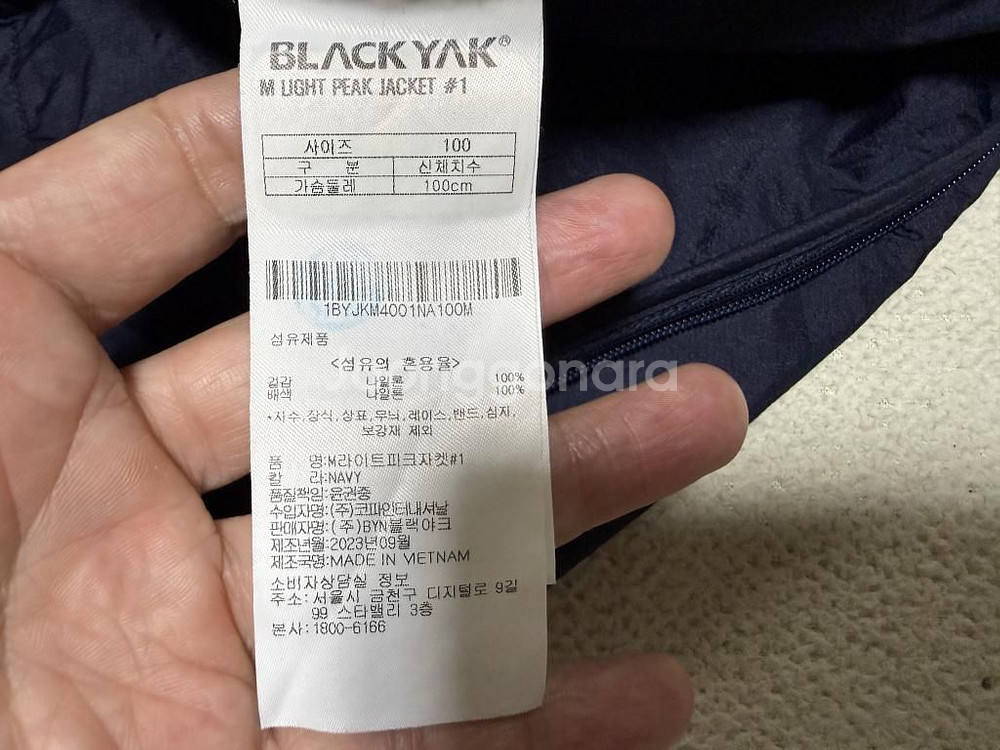 BLACKYAK®
M LIGHT PEAK JACKET #1
사이즈 100
구 분 신체치수
가슴둘레 100cm
1BYJKM4001NA100M
섬유제품
<섬유의 혼용율>
겉감 나일론 100%
배색 나일론 100%
*자수,장식,상표,무늬,레이스,밴드,심지,
보강재 제외
품 명:M라이트피크자켓#1
칼 라:NAVY
품질책임:윤권중
수입자명:(주)코파인터내셔날
판매자명:(주)BYN블랙야크
제조년월:2023년09월
제조국명:MADE IN VIETNAM
소비자상담실 정보
주소:서울시 금천구 디지털로 9길
99 스타밸리 3층
본사:1800-6166